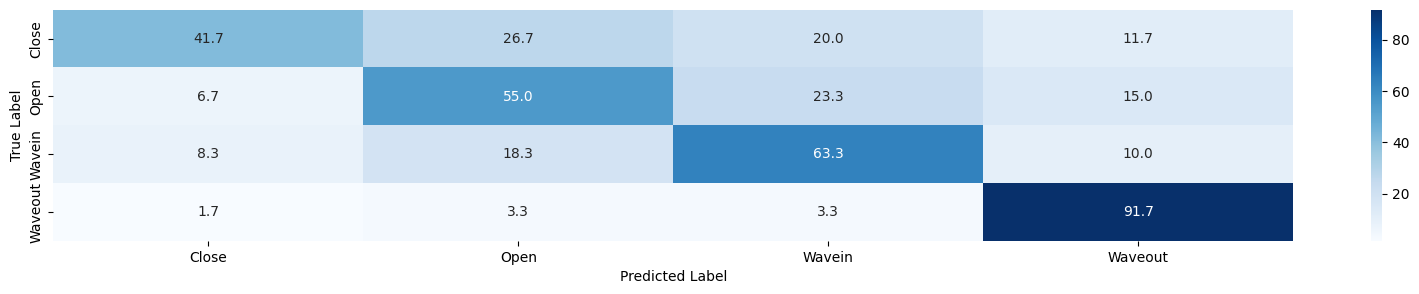 Close 41.7 26.7 20.0 11.7
Open 6.7 55.0 23.3 15.0
Wavein 8.3 18.3 63.3 10.0
Waveout 1.7 3.3 3.3 91.7
True Label
Close Open Wavein Waveout
Predicted Label
80
60
40
20